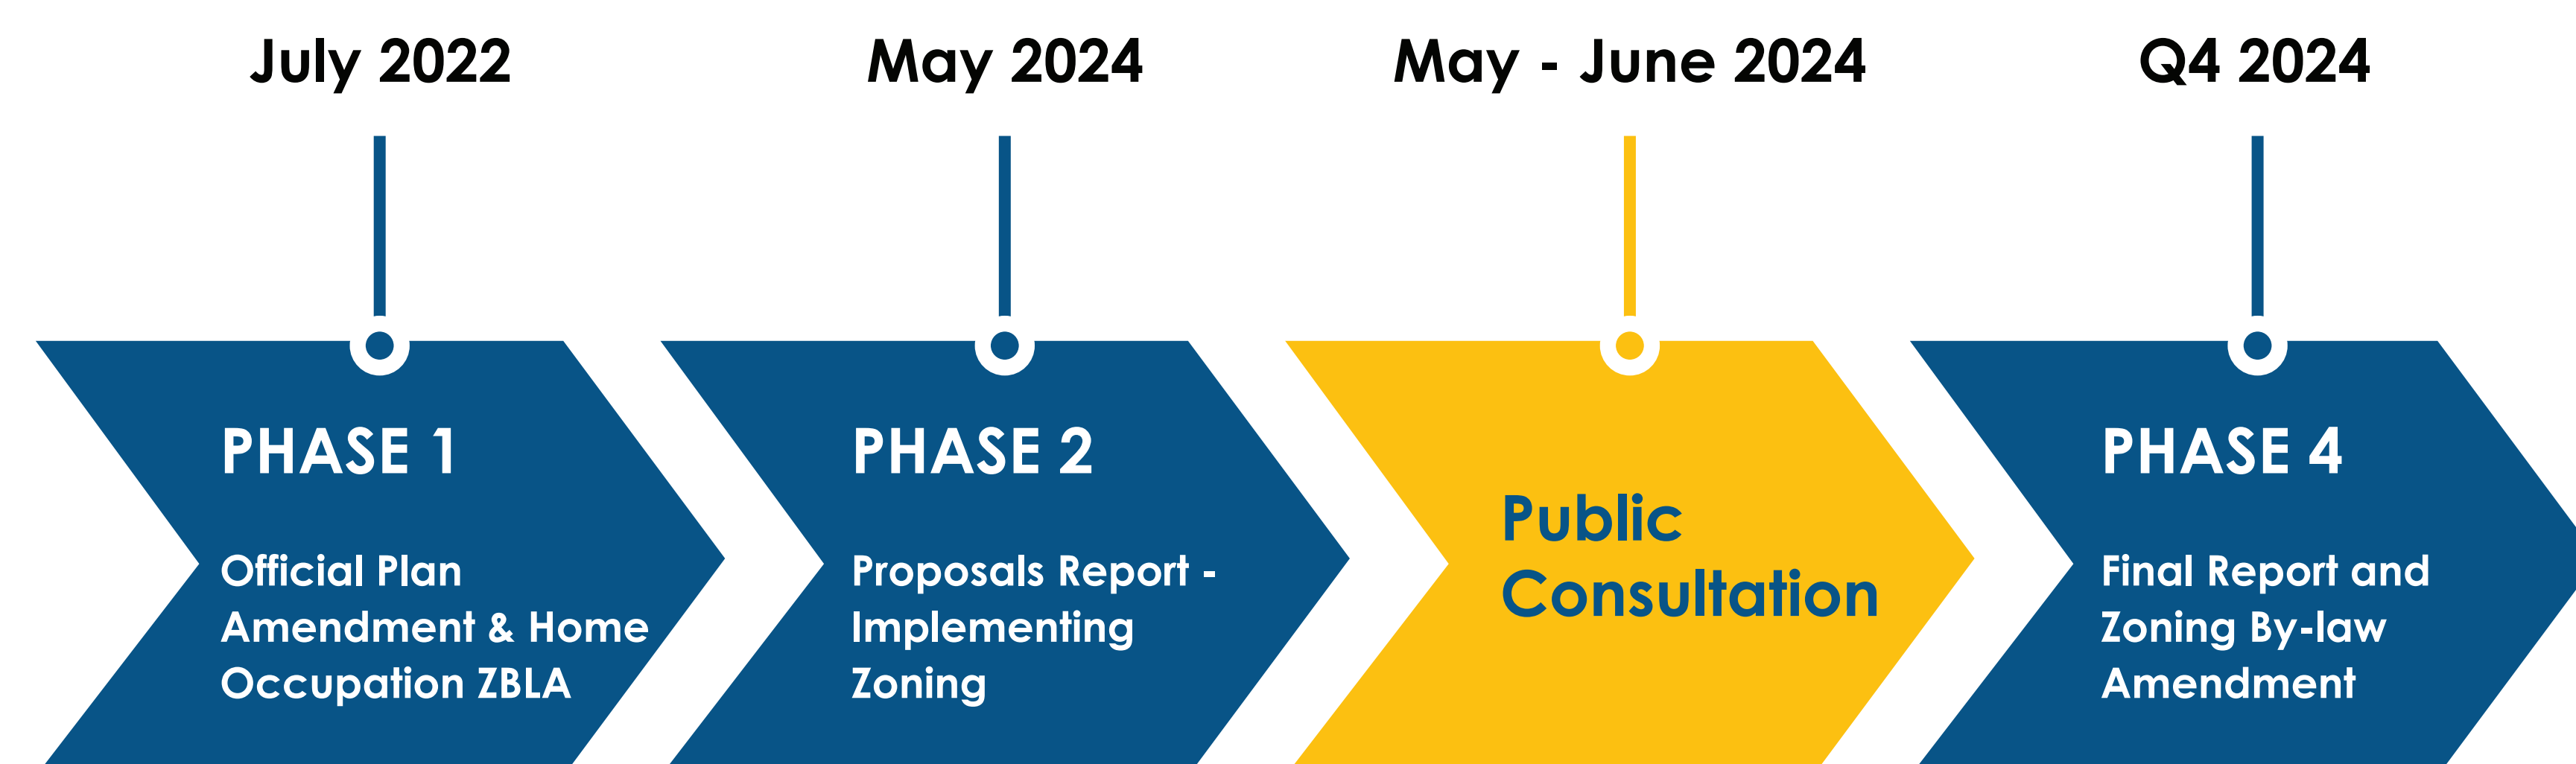 July 2022
May 2024
May - June 2024
Q4 2024
PHASE 1
Official Plan
Amendment & Home
Occupation ZBLA
PHASE 2
Proposals Report -
Implementing
Zoning
Public
Consultation
PHASE 4
Final Report and
Zoning By-law
Amendment